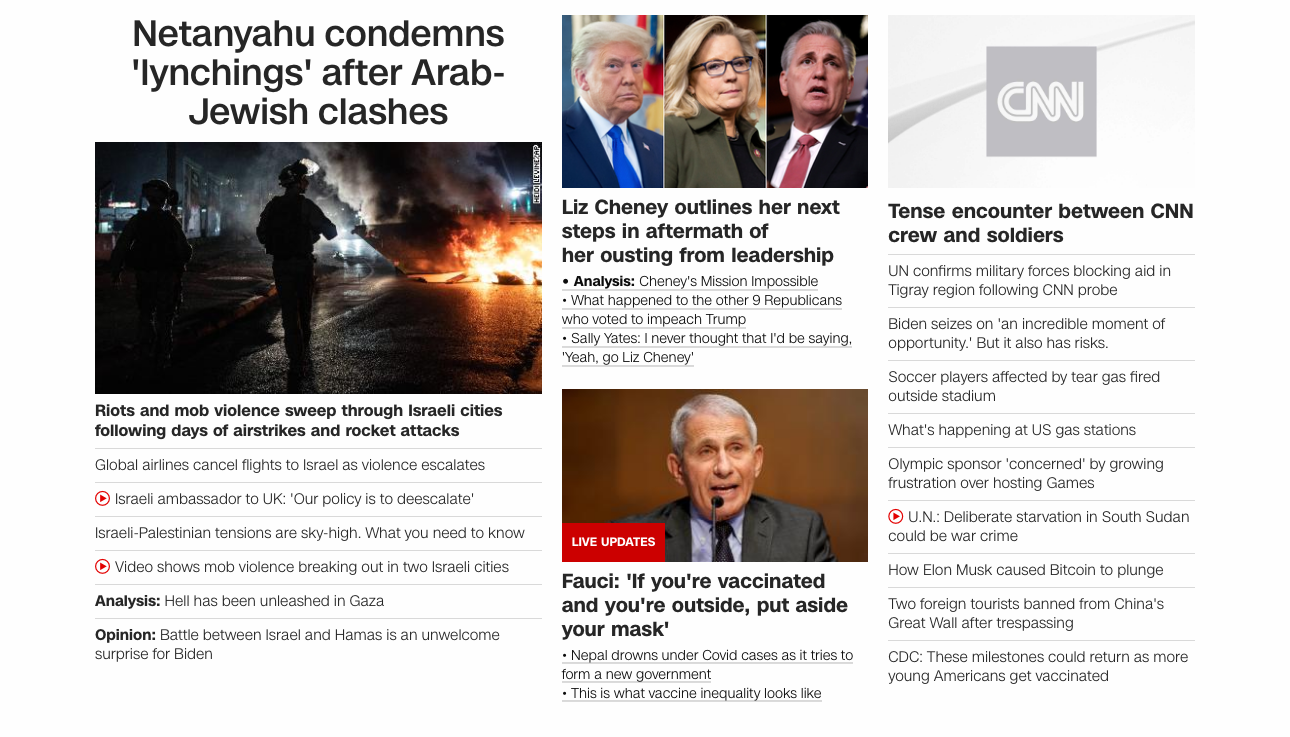 Netanyahu condemns
'lynchings' after Arab-
Jewish clashes
HEIDI LEVINE/AP
Riots and mob violence sweep through Israeli cities
following days of airstrikes and rocket attacks
Global airlines cancel flights to Israel as violence escalates
Israeli ambassador to UK: 'Our policy is to deescalate'
Israeli-Palestinian tensions are sky-high. What you need to know
Video shows mob violence breaking out in two Israeli cities
Analysis: Hell has been unleashed in Gaza
Opinion: Battle between Israel and Hamas is an unwelcome
surprise for Biden
Liz Cheney outlines her next
steps in aftermath of
her ousting from leadership
• Analysis: Cheney's Mission Impossible
• What happened to the other 9 Republicans
who voted to impeach Trump
• Sally Yates: I never thought that I'd be saying,
'Yeah, go Liz Cheney'
LIVE UPDATES
Fauci: 'If you're vaccinated
and you're outside, put aside
your mask'
• Nepal drowns under Covid cases as it tries to
form a new government
• This is what vaccine inequality looks like
CNN
Tense encounter between CNN
crew and soldiers
UN confirms military forces blocking aid in
Tigray region following CNN probe
Biden seizes on 'an incredible moment of
opportunity.' But it also has risks.
Soccer players affected by tear gas fired
outside stadium
What's happening at US gas stations
Olympic sponsor 'concerned' by growing
frustration over hosting Games
U.N.: Deliberate starvation in South Sudan
could be war crime
How Elon Musk caused Bitcoin to plunge
Two foreign tourists banned from China's
Great Wall after trespassing
CDC: These milestones could return as more
young Americans get vaccinated